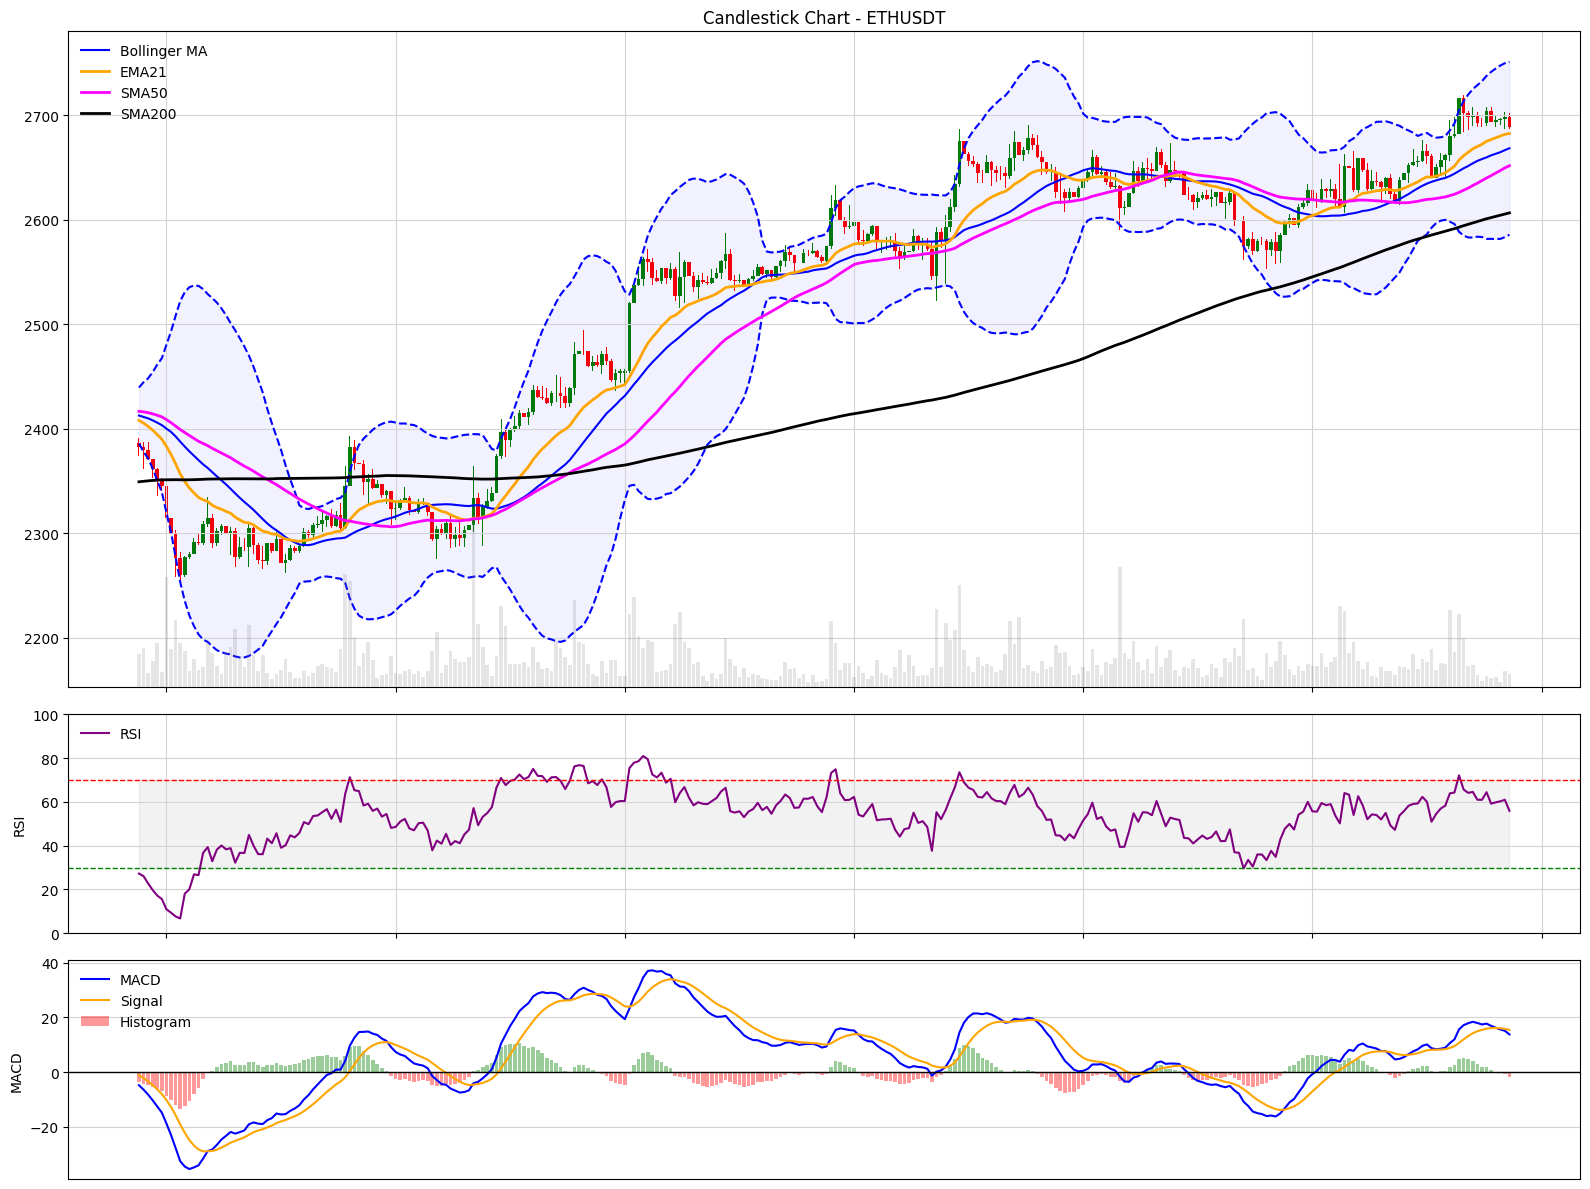 Candlestick Chart - ETHUSDT
Bollinger MA
EMA21
SMA50
SMA200
2700
2600
2500
2400
2300
2200
RSI
100
80
60
40
20
0
RSI
MACD
Signal
Histogram
40
20
0
−20
MACD